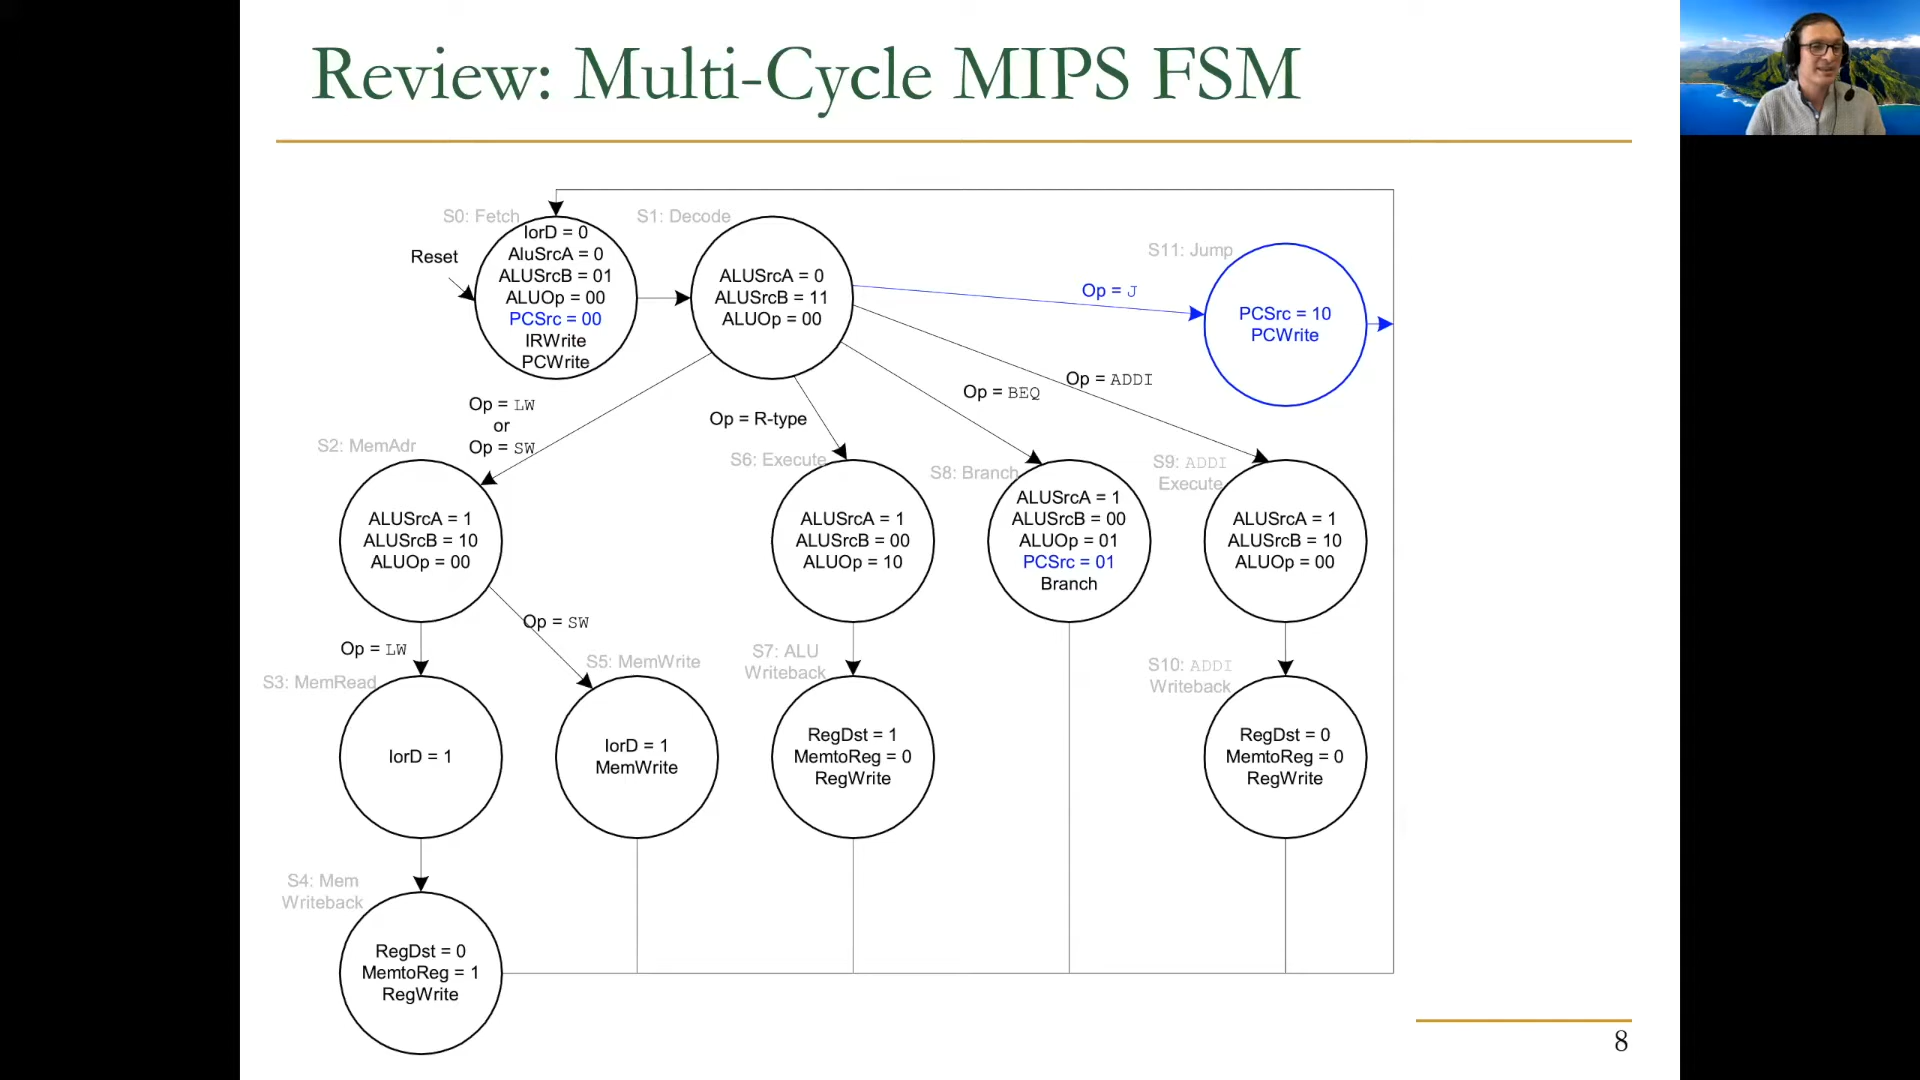 Review: Multi-Cycle MIPS FSM
S0: Fetch
Reset
IorD = 0
AluSrcA = 0
ALUSrcB = 01
ALUOp = 00
PCSrc = 00
IRWrite
PCWrite
S1: Decode
ALUSrcA = 0
ALUSrcB = 11
ALUOp = 00
S11: Jump
Op = J
PCSrc = 10
PCWrite
Op = LW
or
Op = SW
Op = R-type
Op = BEQ
Op = ADDI
S2: MemAdr
ALUSrcA = 1
ALUSrcB = 10
ALUOp = 00
S6: Execute
ALUSrcA = 1
ALUSrcB = 00
ALUOp = 10
S8: Branch
ALUSrcA = 1
ALUSrcB = 00
ALUOp = 01
PCSrc = 01
Branch
S9: ADDI
Execute
ALUSrcA = 1
ALUSrcB = 10
ALUOp = 00
Op = LW
Op = SW
S3: MemRead
IorD = 1
S5: MemWrite
IorD = 1
MemWrite
S7: ALU
Writeback
RegDst = 1
MemtoReg = 0
RegWrite
S10: ADDI
Writeback
RegDst = 0
MemtoReg = 0
RegWrite
S4: Mem
Writeback
RegDst = 0
MemtoReg = 1
RegWrite
8